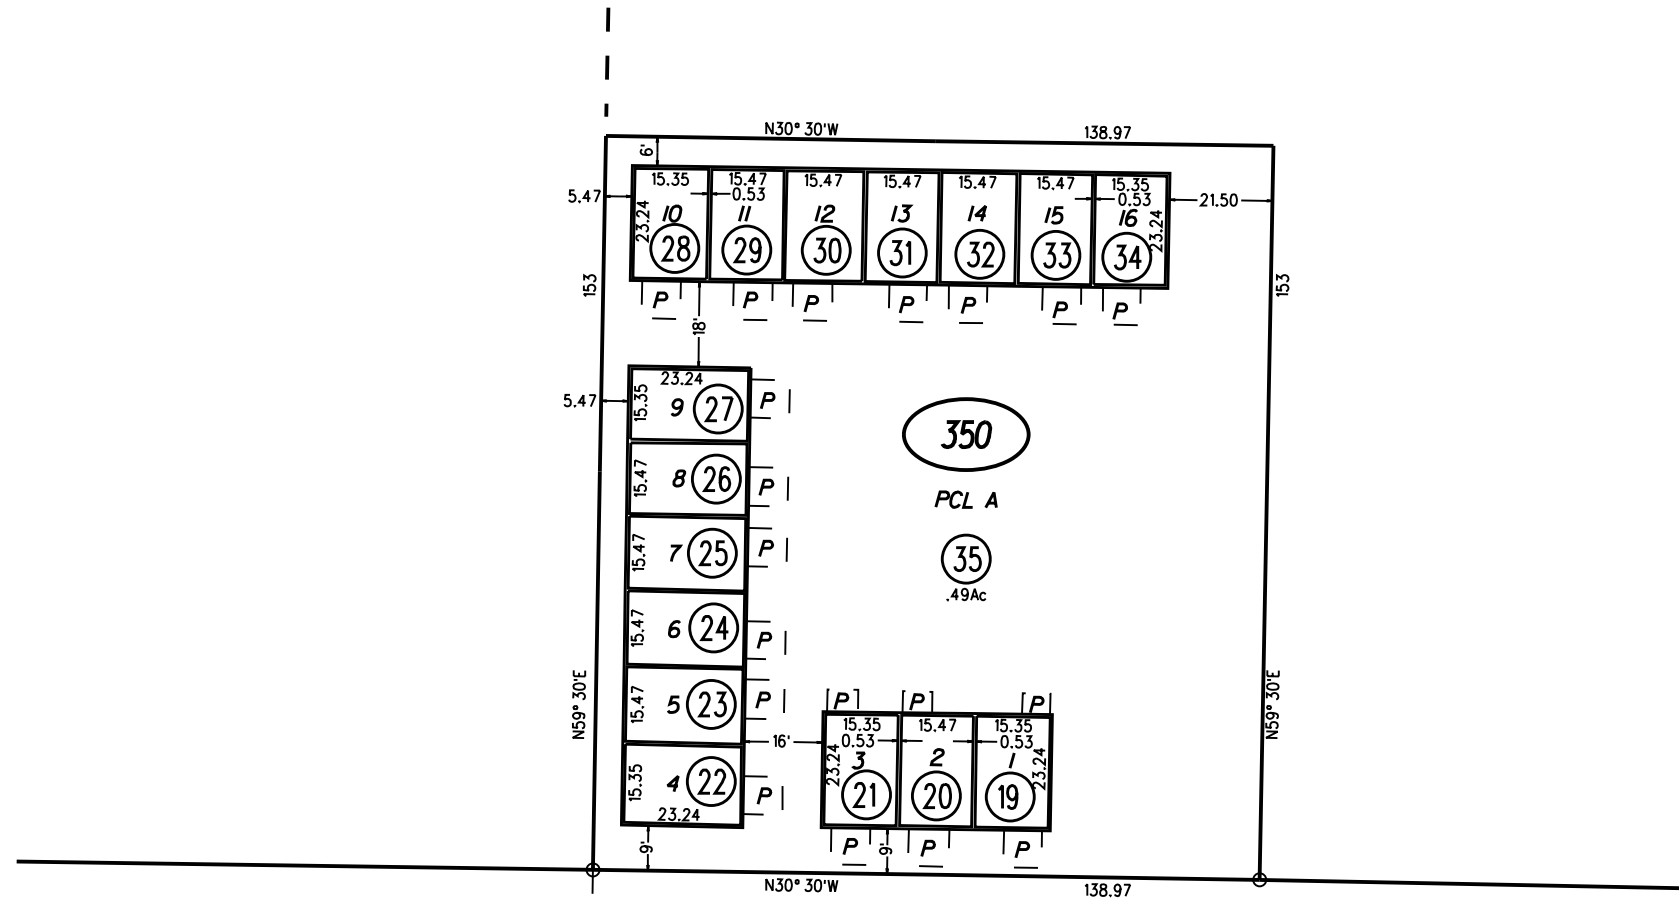 N30° 30'W 138.97
6'
5.47 15.35 15.47 15.47 15.47 15.47 15.47 15.35 21.50
0.53 0.53
23.24 10 11 12 13 14 15 16 23.24
28 29 30 31 32 33 34
153 153
P P P P P P P
18'
23.24
5.47 15.35 9 27 P
350
15.47 8 26 P
PCL A
15.47 7 25 P
35
.49Ac
15.47 6 24 P
N59° 30'E 15.47 5 23 P P P P N59° 30'E
15.35 15.47 15.35
16' 0.53 0.53
23.24 3 2 1 23.24
15.35 4 22 P 21 20 19
23.24
9' P 9' P P
N30° 30'W 138.97